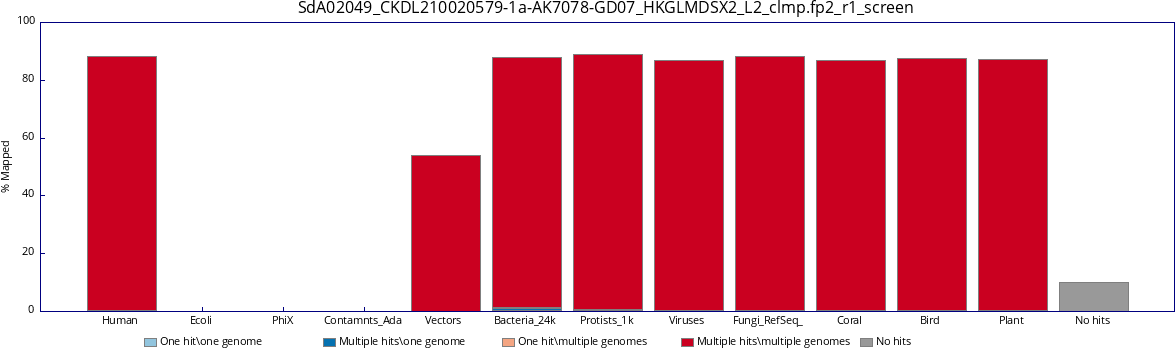 SdA02049_CKDL210020579-1a-AK7078-GD07_HKGLMDSX2_L2_clmp.fp2_r1_screen
100
80
60
40
20
0
% Mapped
Human Ecoli PhiX Contamnts_Ada Vectors Bacteria_24k Protists_1k Viruses Fungi_RefSeq_ Coral Bird Plant No hits
One hit\one genome Multiple hits\one genome One hit\multiple genomes Multiple hits\multiple genomes No hits